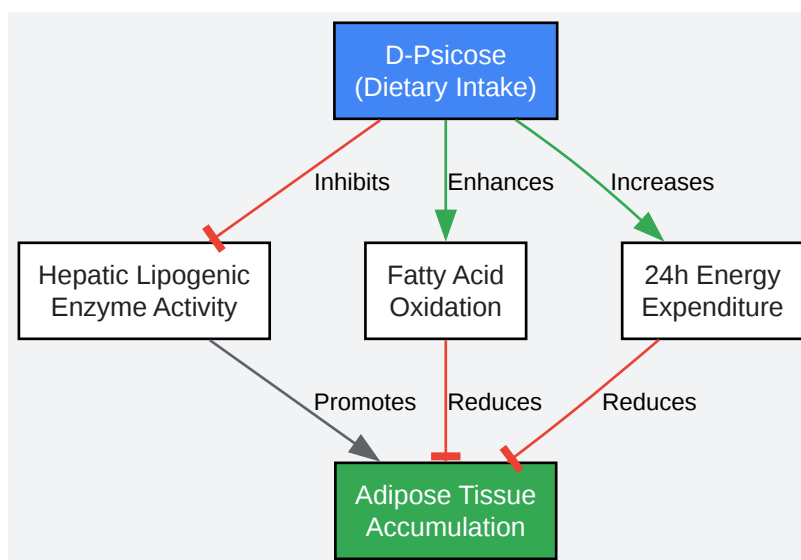 D-Psicose
(Dietary Intake)
Inhibits
Enhances
Increases
Hepatic Lipogenic
Enzyme Activity
Fatty Acid
Oxidation
24h Energy
Expenditure
Promotes
Reduces
Reduces
Adipose Tissue
Accumulation